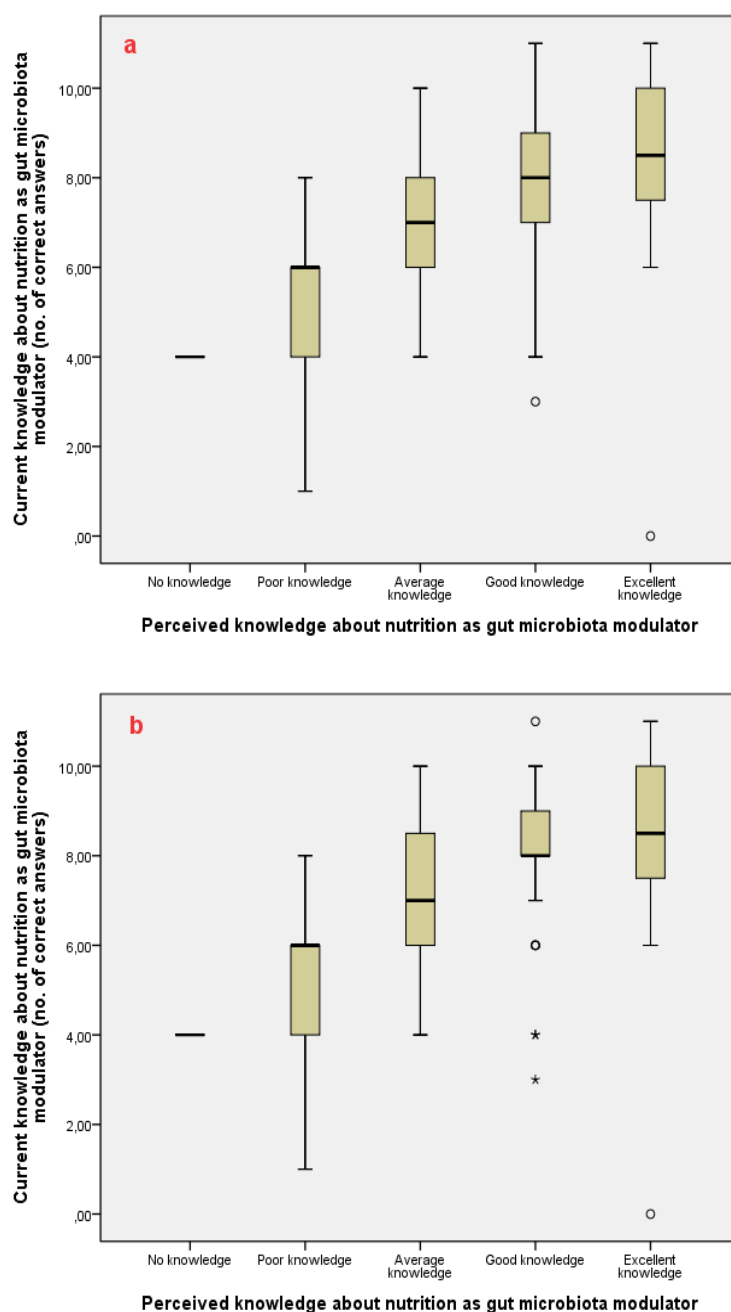 a
Current knowledge about nutrition as gut microbiota
modulator (no. of correct answers)
10,00
8,00
6,00
4,00
2,00
,00
No knowledge
Poor knowledge
Average
knowledge
Good knowledge
Excellent
knowledge
Perceived knowledge about nutrition as gut microbiota modulator
b
Current knowledge about nutrition as gut microbiota
modulator (no. of correct answers)
10,00
8,00
6,00
4,00
2,00
,00
No knowledge
Poor knowledge
Average
knowledge
Good knowledge
Excellent
knowledge
Perceived knowledge about nutrition as gut microbiota modulator